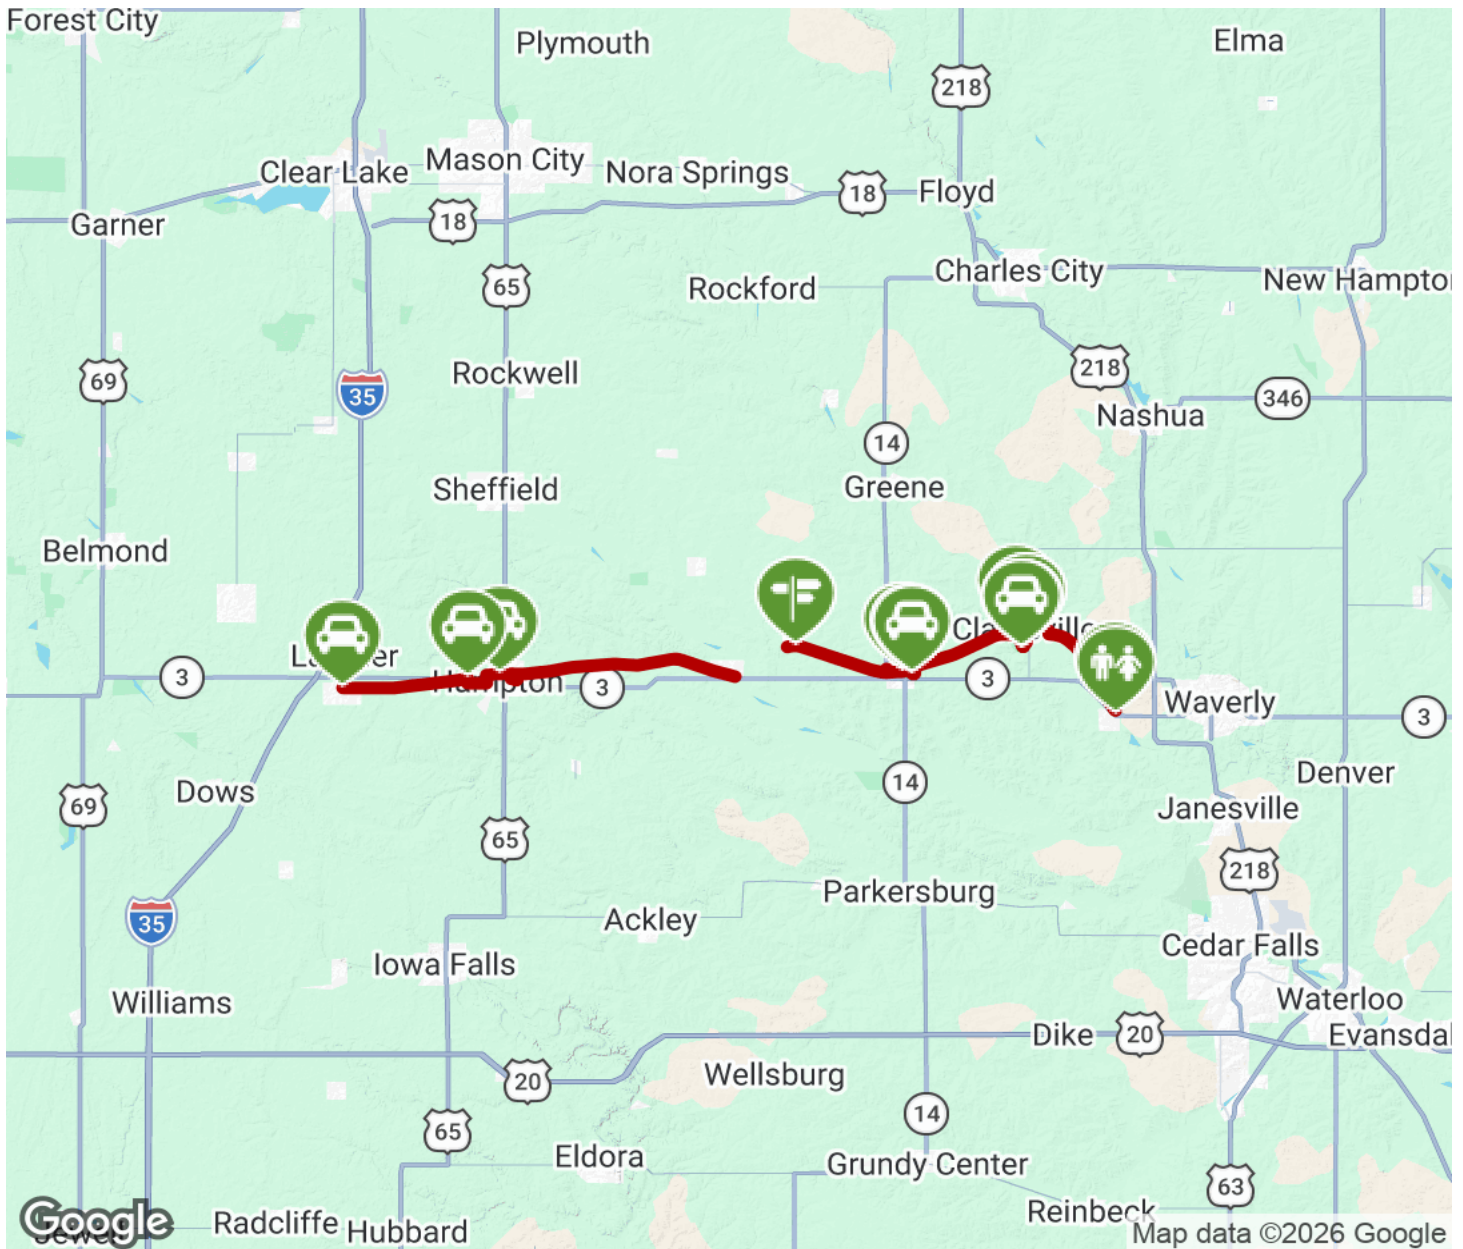 Forest City
Plymouth
Elma
218
Clear Lake
Mason City
Nora Springs
18
Floyd
Garner
18
65
Rockford
Charles City
New Hampto
69
35
Rockwell
218
346
Nashua
14
Sheffield
Greene
Belmond
3
Hampton
3
3
Waverly
3
69
Dows
65
14
Denver
Janesville
218
35
Ackley
Parkersburg
Iowa Falls
Cedar Falls
Williams
Waterloo
20
Wellsburg
Dike
20
Evansdal
65
14
Eldora
Grundy Center
63
Google
Radcliffe
Hubbard
Reinbeck
Map data ©2026 Google